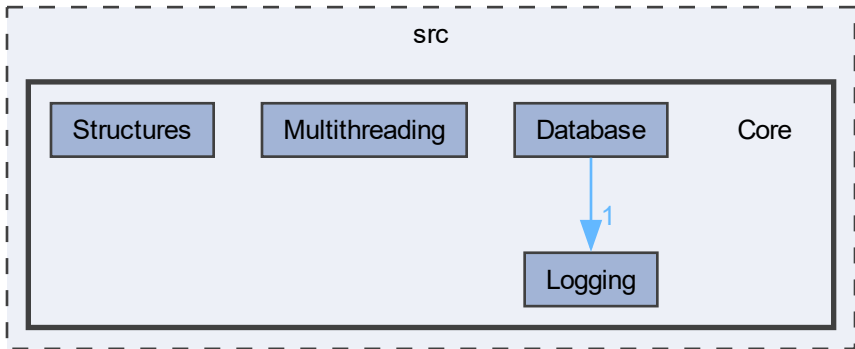 src
Structures
Multithreading
Database
Core
1
Logging